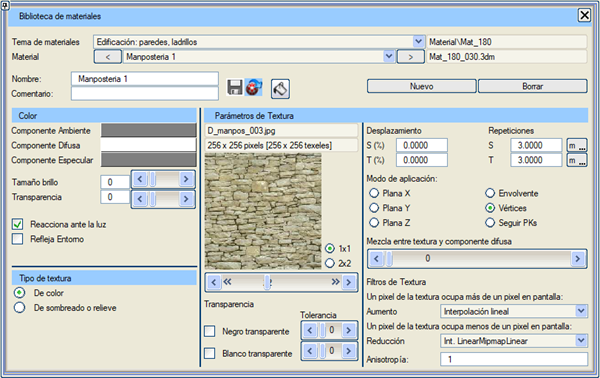 Biblioteca de materiales
Tema de materiales Edificación: paredes, ladrillos Material\Mat_180
Material < Manposteria 1 > Mat_180_030.3dm
Nombre: Manposteria 1
Comentario:
Nuevo Borrar
Color
Componente Ambiente
Componente Difusa
Componente Especular
Tamaño brillo 0
Transparencia 0
Reacciona ante la luz
Refleja Entorno
Tipo de textura
De color
De sombreado o relieve
Parámetros de Textura
D_manpos_003.jpg
256 x 256 pixels [256 x 256 texeles]
1x1
2x2
Transparencia
Tolerancia
Negro transparente 0
Blanco transparente 0
Desplazamiento Repeticiones
S (%) 0.0000 S 3.0000 m ...
T (%) 0.0000 T 3.0000 m ...
Modo de aplicación:
Plana X Envolvente
Plana Y Vértices
Plana Z Seguir PKs
Mezcla entre textura y componente difusa
0
Filtros de Textura
Un pixel de la textura ocupa más de un pixel en pantalla:
Aumento Interpolación lineal
Un pixel de la textura ocupa menos de un pixel en pantalla:
Reducción Int. LinearMipmapLinear
Anisotropía: 1